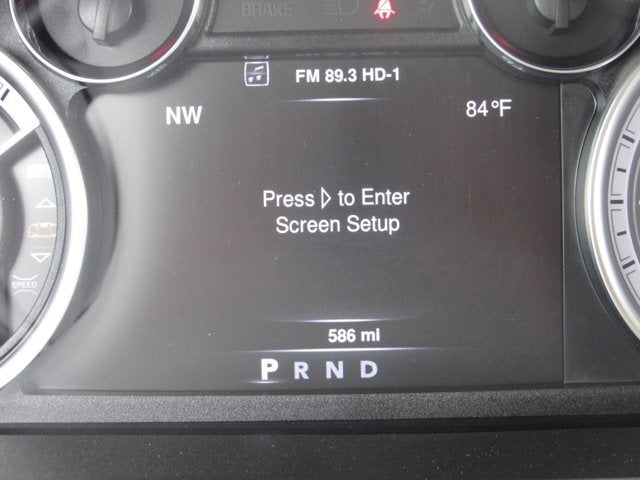 BRAKE
FM 89.3 HD-1
NW
84°F
Press ▷ to Enter
Screen Setup
SPEED
586 mi
P R N D